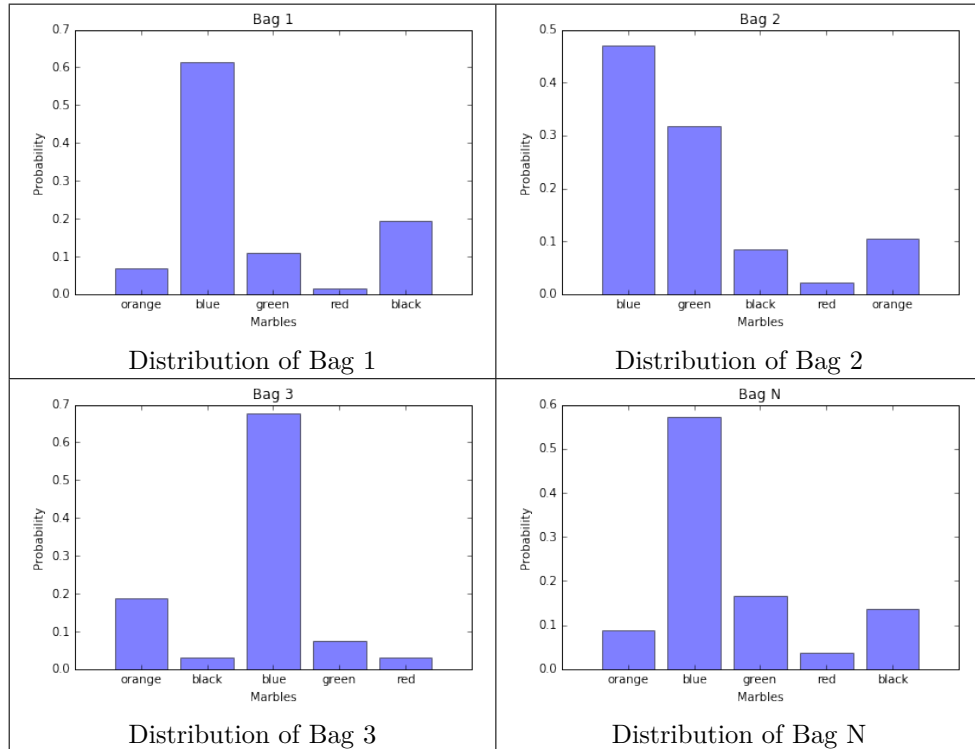 Bag 1
0.7
0.6
0.5
0.4
0.3
0.2
0.1
0.0
Probability
orange blue green red black
Marbles
Distribution of Bag 1
Bag 2
0.5
0.4
0.3
0.2
0.1
0.0
Probability
blue green black red orange
Marbles
Distribution of Bag 2
Bag 3
0.7
0.6
0.5
0.4
0.3
0.2
0.1
0.0
Probability
orange black blue green red
Marbles
Distribution of Bag 3
Bag N
0.6
0.5
0.4
0.3
0.2
0.1
0.0
Probability
orange blue green red black
Marbles
Distribution of Bag N